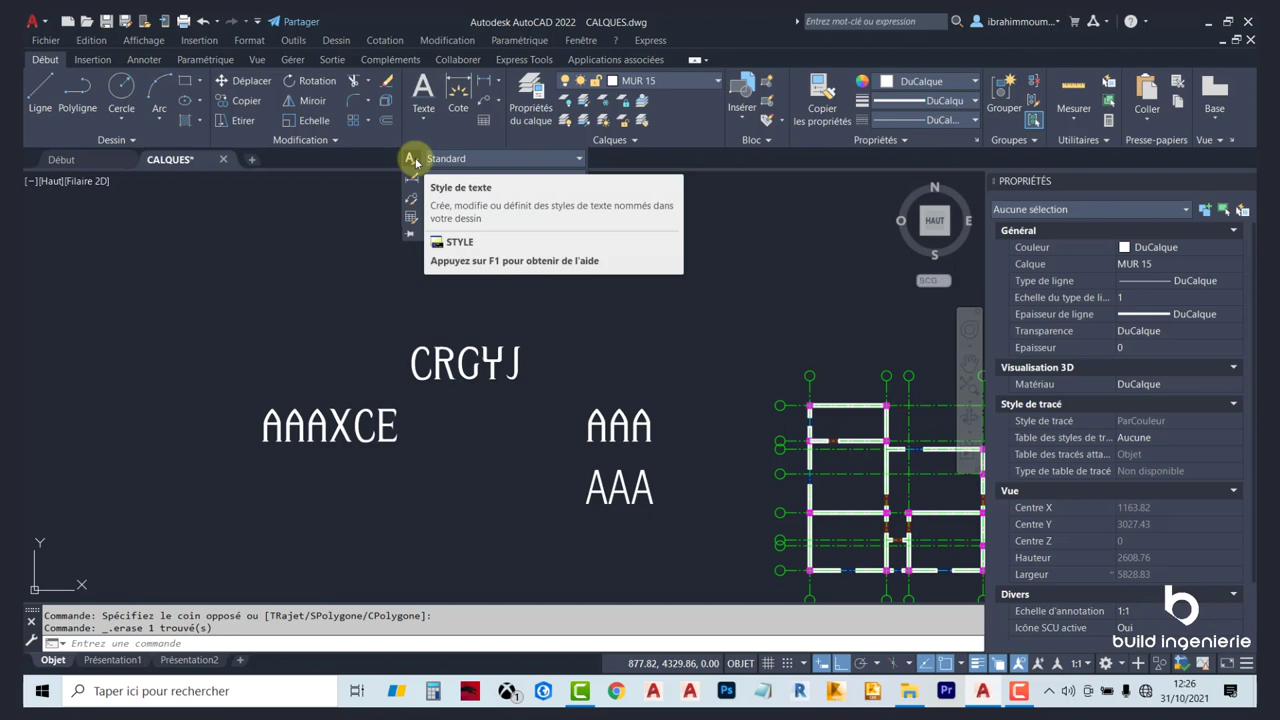 Partager
Autodesk AutoCAD 2022 CALQUES.dwg
Entrez mot-clé ou expression
ibrahimmoum...
Fichier Edition Affichage Insertion Format Outils Dessin Cotation Modification Paramétrique Fenêtre ? Express
Début Insertion Annoter Paramétrique Vue Gérer Sortie Compléments Collaborer Express Tools Applications associées
Ligne Polyligne Cercle Arc
Déplacer Rotation
Copier Miroir
Etirer Echelle
Texte Cote
Propriétés du calque
MUR 15
Insérer
Copier les propriétés
DuCalque
DuCalqu
DuCal...
Grouper Mesurer Coller Base
Dessin Modification Calques Bloc Propriétés Groupes Utilitaires Presse-papiers Vue
Début CALQUES*
Standard
[−][Haut][Filaire 2D]
Style de texte
Crée, modifie ou définit des styles de texte nommés dans
votre dessin
STYLE
Appuyez sur F1 pour obtenir de l'aide
N
O HAUT E
S
SCG
CRGYJ
AAAXCE AAA
AAA
Y
X
PROPRIÉTÉS
Aucune sélection
Général
Couleur DuCalque
Calque MUR 15
Type de ligne DuCalque
Echelle du type de li... 1
Epaisseur de ligne DuCalque
Transparence DuCalque
Epaisseur 0
Visualisation 3D
Matériau DuCalque
Style de tracé
Style de tracé ParCouleur
Table des styles de tr... Aucune
Table des tracés atta... Objet
Type de table de tracé Non disponible
Vue
Centre X 1163.82
Centre Y 3027.43
Centre Z 0
Hauteur 2608.76
Largeur 5828.83
Divers
Echelle d'annotation 1:1
Icône SCU active Oui
build ingenierie
Commande: Spécifiez le coin opposé ou [TRajet/SPolygone/CPolygone]:
Commande: _.erase 1 trouvé(s)
Entrez une commande
Objet Présentation1 Présentation2
877.82, 4329.86, 0.00 OBJET
1:1
Taper ici pour rechercher
12:26
31/10/2021